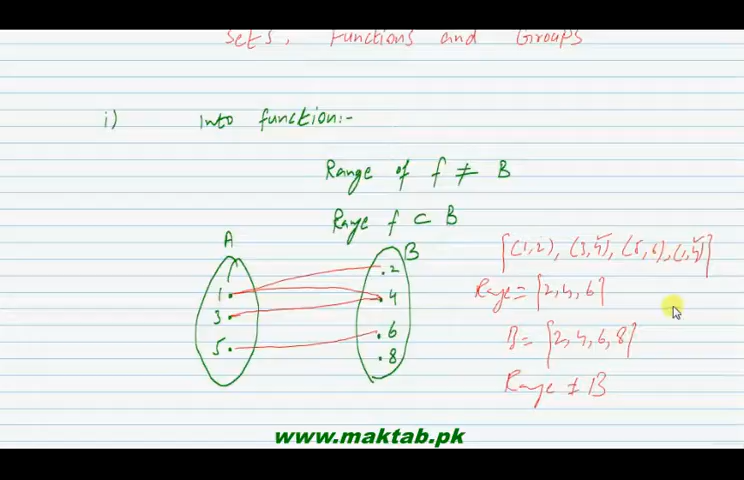 Sets, Functions and Groups
i) Into function:-
Range of f ≠ B
Range f ⊂ B
A
B
1
3
5
2
4
6
8
{(1,2), (3,4), (5,6), (1,4)}
Range = {2,4,6}
B = {2,4,6,8}
Range ≠ B
www.maktab.pk